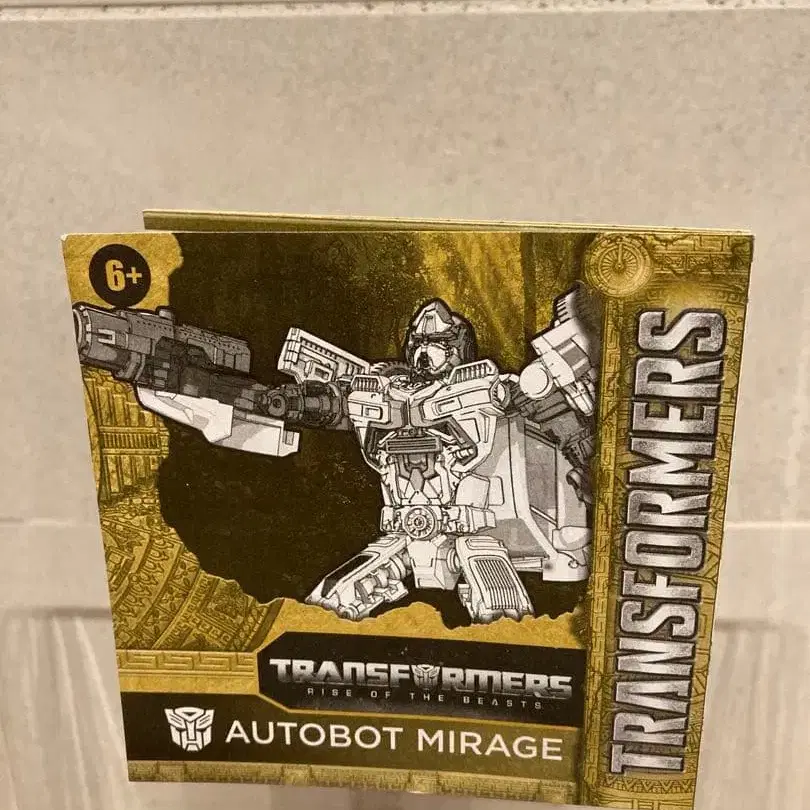 6+
TRANSFORMERS
TRANSFORMERS
RISE OF THE BEASTS
AUTOBOT MIRAGE